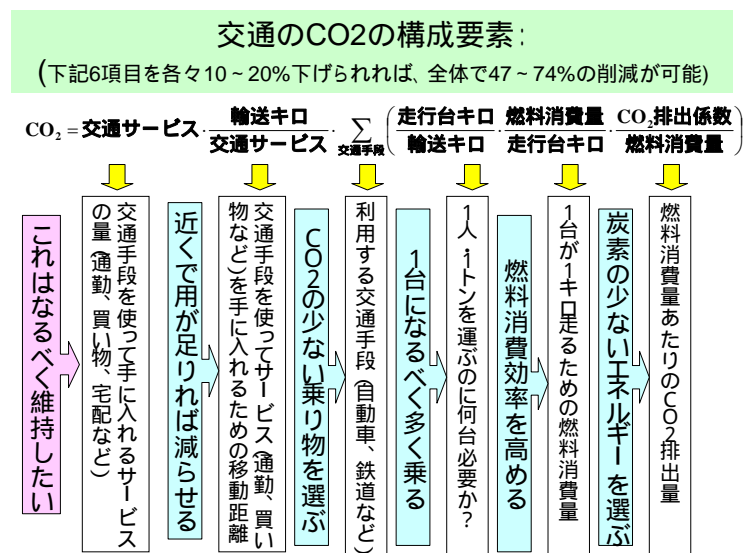 交通のCO2の構成要素:
(下記6項目を各々10~20%下げられれば、全体で47~74%の削減が可能)
CO₂ = 交通サービス · 輸送キロ/交通サービス · ∑交通手段 (走行台キロ/輸送キロ · 燃料消費量/走行台キロ · CO₂排出係数/燃料消費量)
これはなるべく維持したい
交通手段を使って手に入れるサービス
の量(通勤、買い物、宅配など)
近くで用が足りれば減らせる
交通手段を使ってサービス(通勤、買い
物など)を手に入れるための移動距離
CO2の少ない乗り物を選ぶ
利用する交通手段(自動車、鉄道など)
1台になるべく多く乗る
1人・1トンを運ぶのに何台必要か?
燃料消費効率を高める
1台が1キロ走るための燃料消費量
炭素の少ないエネルギーを選ぶ
燃料消費量あたりのCO2排出量